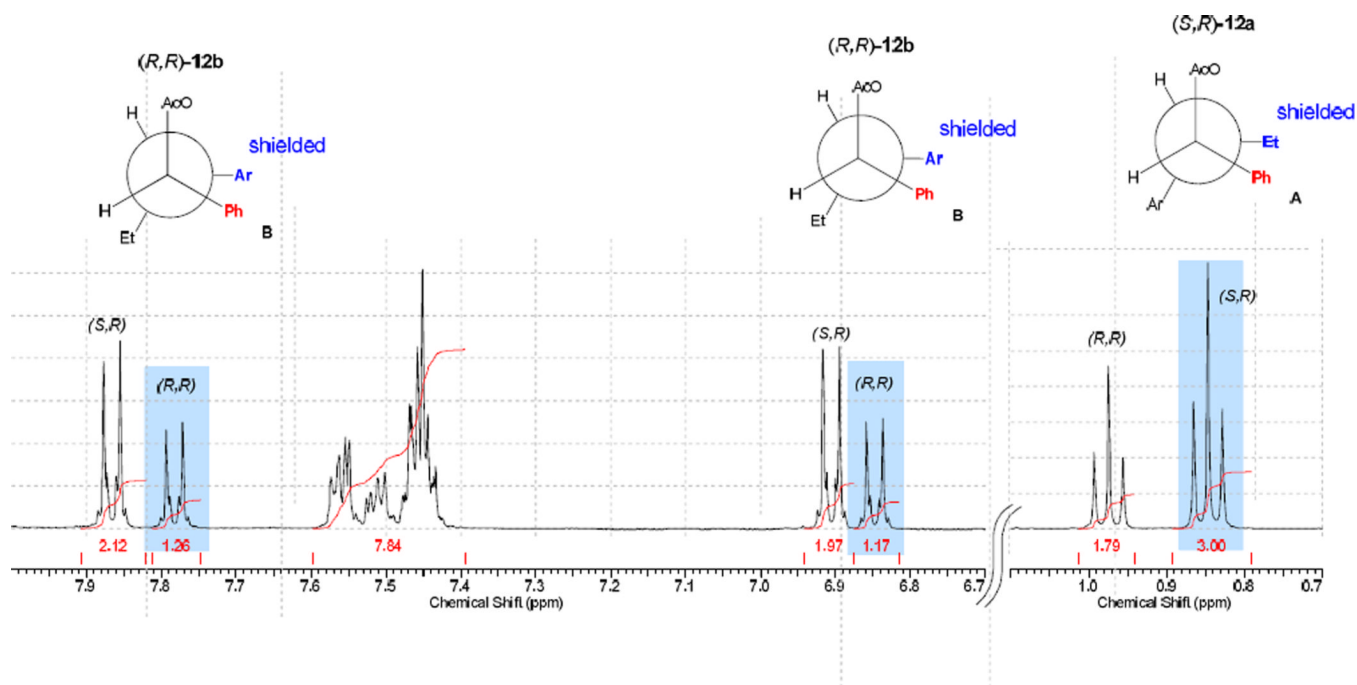 (R,R)-12b
AcO
H
shielded
Ar
H
Ph
Et
B
(R,R)-12b
AcO
H
shielded
Ar
H
Ph
Et
B
(S,R)-12a
AcO
H
shielded
Et
H
Ph
Ar
A
(S,R)
(R,R)
(S,R)
(R,R)
(R,R)
(S,R)
2.12 1.26 7.84 1.97 1.17 1.79 3.00
7.9 7.8 7.7 7.6 7.5 7.4 7.3 7.2 7.1 7.0 6.9 6.8 6.7 1.0 0.9 0.8 0.7
Chemical Shift (ppm) Chemical Shift (ppm)